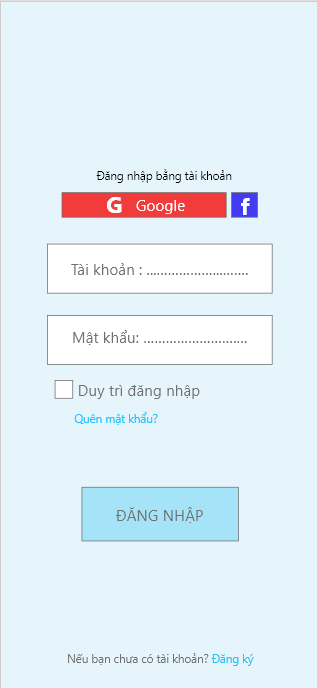 Đăng nhập bằng tài khoản
G Google f
Tài khoản : .............................
Mật khẩu: .............................
Duy trì đăng nhập
Quên mật khẩu?
ĐĂNG NHẬP
Nếu bạn chưa có tài khoản? Đăng ký